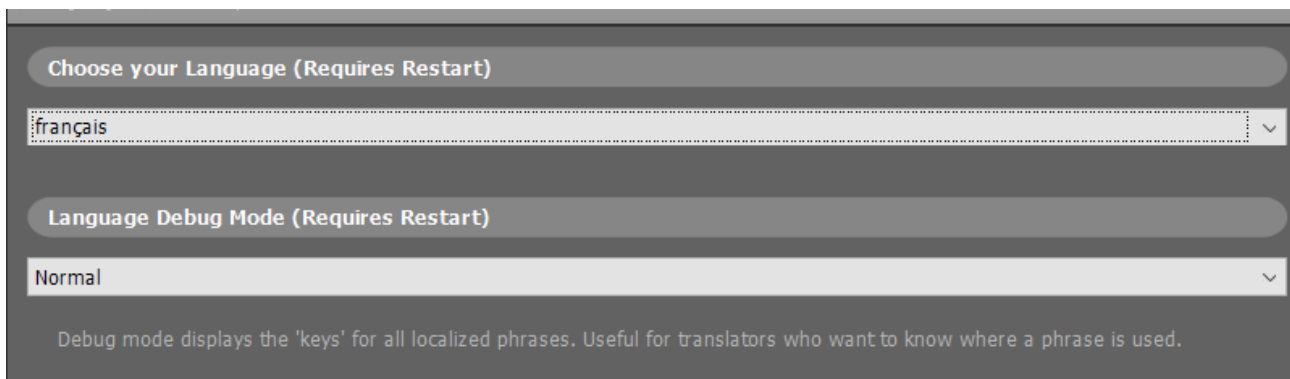 Choose your Language (Requires Restart)
français
Language Debug Mode (Requires Restart)
Normal
Debug mode displays the 'keys' for all localized phrases. Useful for translators who want to know where a phrase is used.